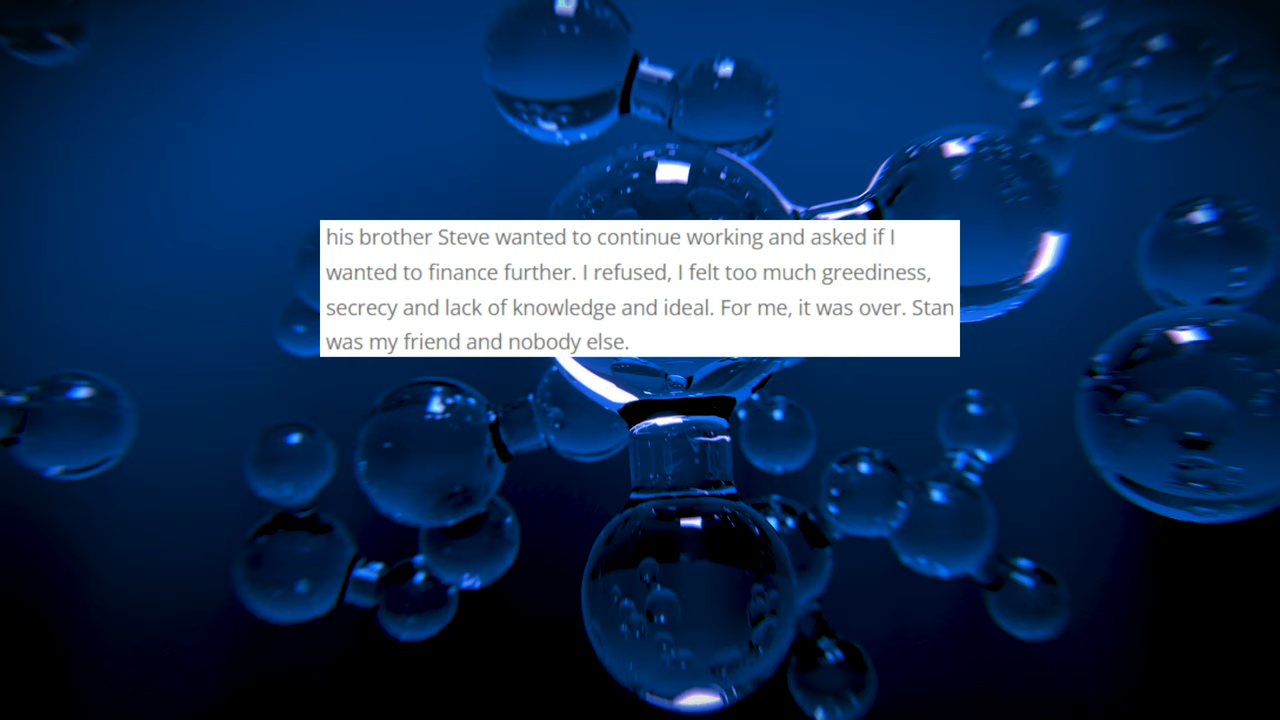 his brother Steve wanted to continue working and asked if I
wanted to finance further. I refused, I felt too much greediness,
secrecy and lack of knowledge and ideal. For me, it was over. Stan
was my friend and nobody else.